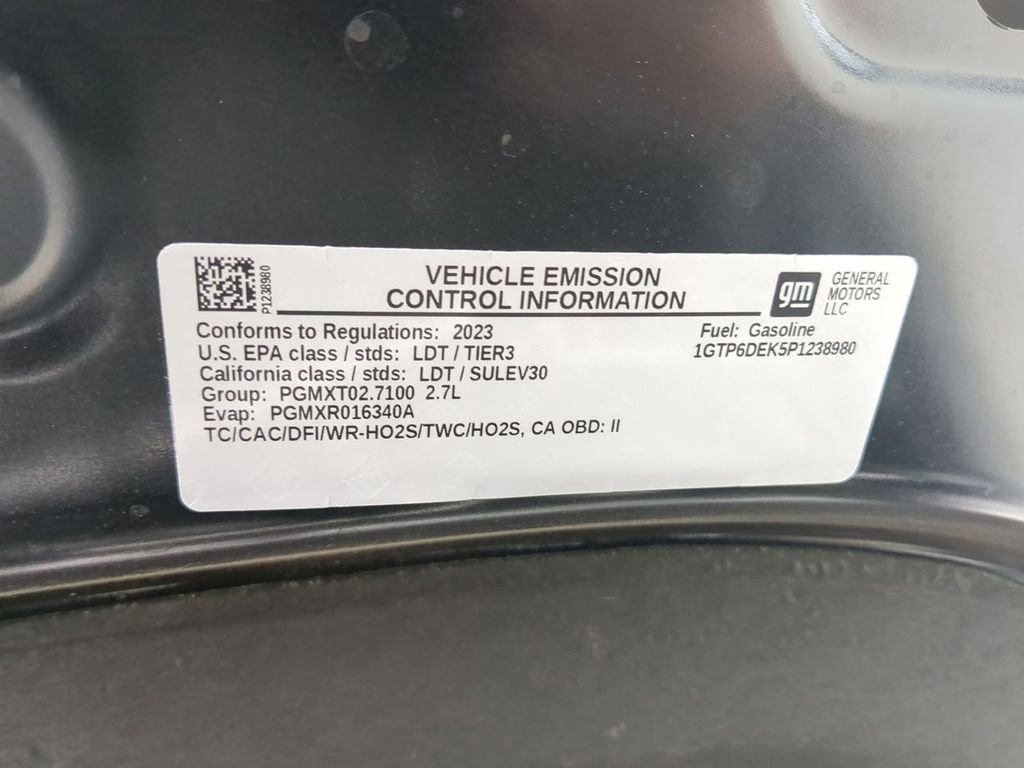 P1238980
VEHICLE EMISSION
CONTROL INFORMATION
gm
GENERAL
MOTORS
LLC
Conforms to Regulations: 2023
Fuel: Gasoline
U.S. EPA class / stds: LDT / TIER3
1GTP6DEK5P1238980
California class / stds: LDT / SULEV30
Group: PGMXT02.7100 2.7L
Evap: PGMXR016340A
TC/CAC/DFI/WR-HO2S/TWC/HO2S, CA OBD: II